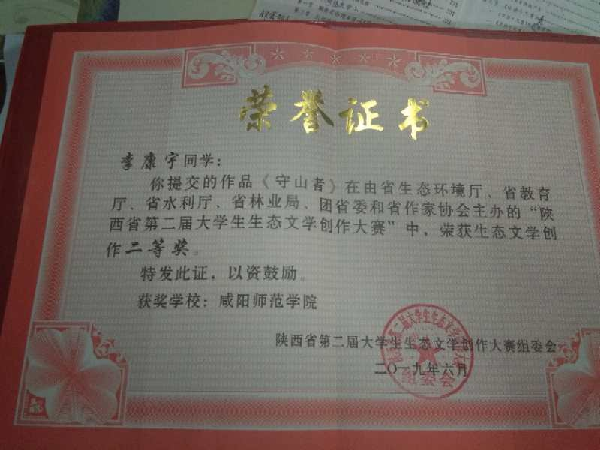 荣誉证书
李康宇同学：
你提交的作品《守山者》在由省生态环境厅、省教育
厅、省水利厅、省林业局、团省委和省作家协会主办的“陕
西省第二届大学生生态文学创作大赛”中，荣获生态文学创
作二等奖。
特发此证，以资鼓励。
获奖学校：咸阳师范学院
陕西省第二届大学生生态文学创作大赛组委会
二〇一九年六月
组委会